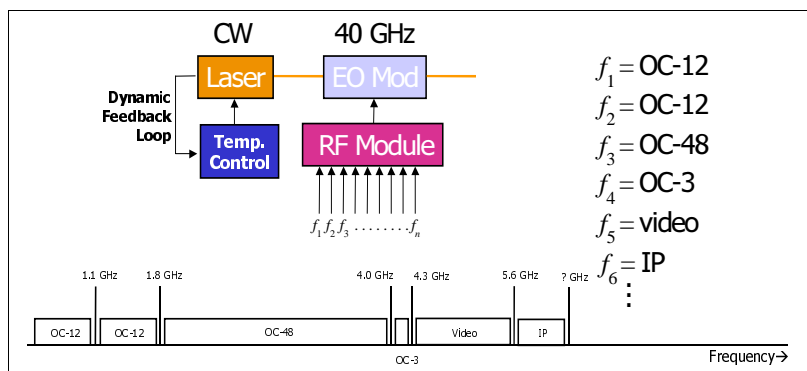 CW
40 GHz
Laser
EO Mod
Dynamic
Feedback
Loop
Temp.
Control
RF Module
f1 f2 f3 . . . . . . . . fn
f1 = OC-12
f2 = OC-12
f3 = OC-48
f4 = OC-3
f5 = video
f6 = IP
⋮
1.1 GHz 1.8 GHz 4.0 GHz 4.3 GHz 5.6 GHz ? GHz
OC-12 OC-12 OC-48 Video IP
OC-3
Frequency→